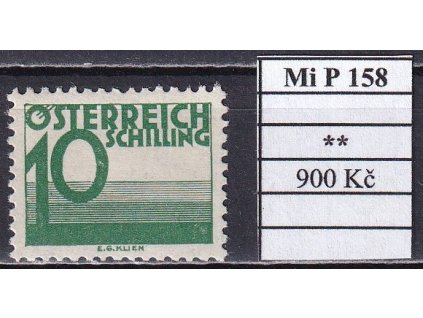 ÖSTERREICH
SCHILLING
10
E.G.KLIEN
Mi P 158
**
900 Kč